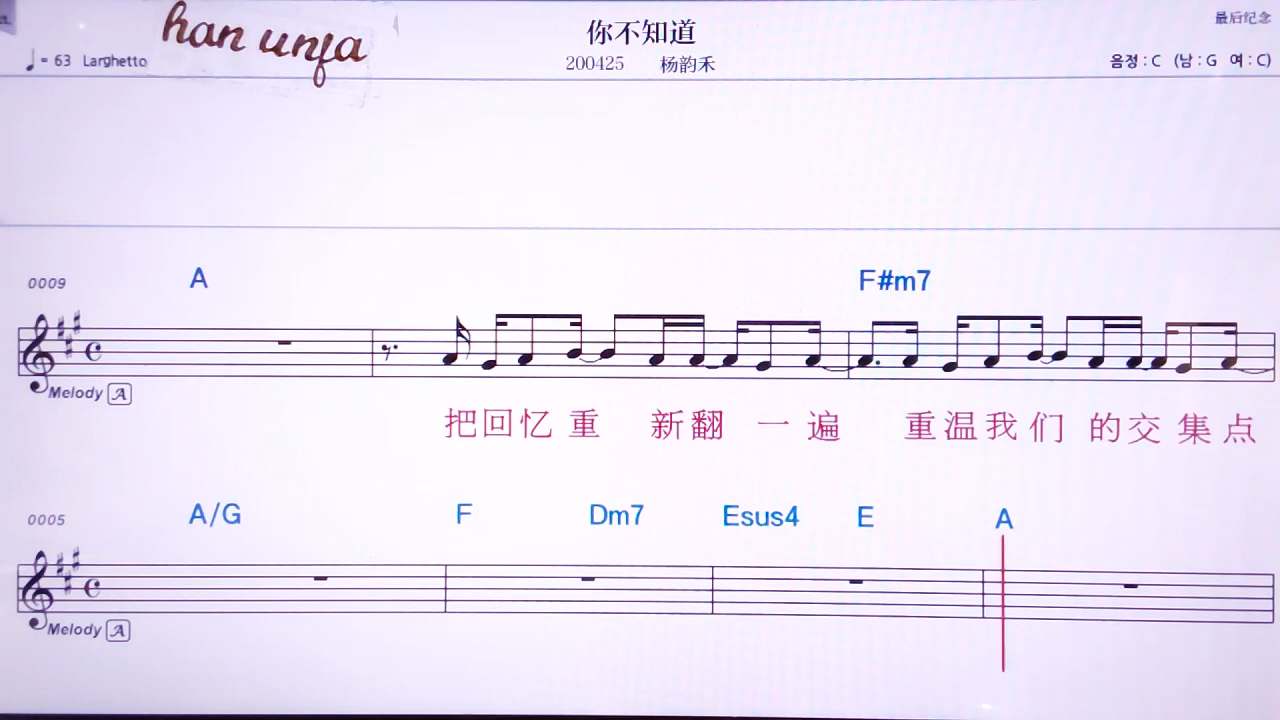 han unfa
你不知道
最后纪念
= 63 Larghetto
200425 杨韵禾
음정 : C (남 : G 여 : C)
0009 A F#m7
Melody A
把回忆重 新翻 一 遍 重温我们 的交集点
0005 A/G F Dm7 Esus4 E A
Melody A